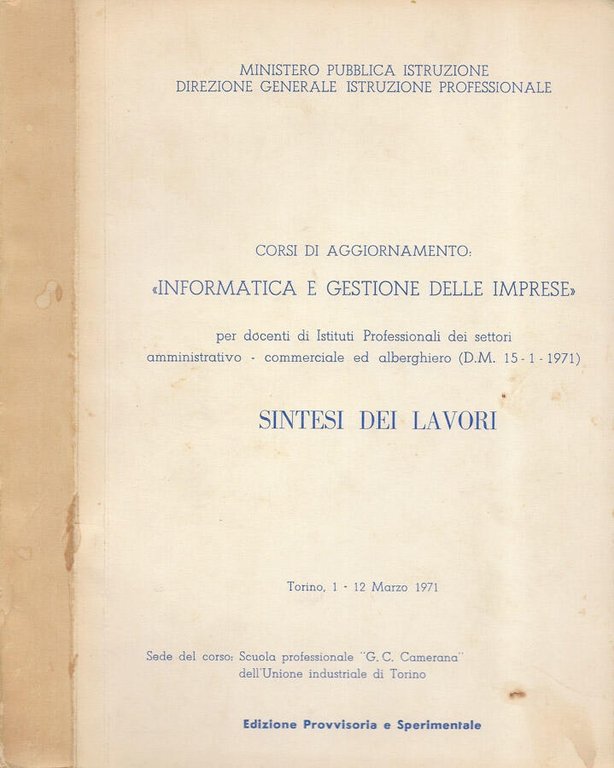 MINISTERO PUBBLICA ISTRUZIONE
DIREZIONE GENERALE ISTRUZIONE PROFESSIONALE
CORSI DI AGGIORNAMENTO:
«INFORMATICA E GESTIONE DELLE IMPRESE»
per docenti di Istituti Professionali dei settori
amministrativo - commerciale ed alberghiero (D.M. 15-1-1971)
SINTESI DEI LAVORI
Torino, 1 - 12 Marzo 1971
Sede del corso: Scuola professionale "G. C. Camerana"
dell'Unione industriale di Torino
Edizione Provvisoria e Sperimentale